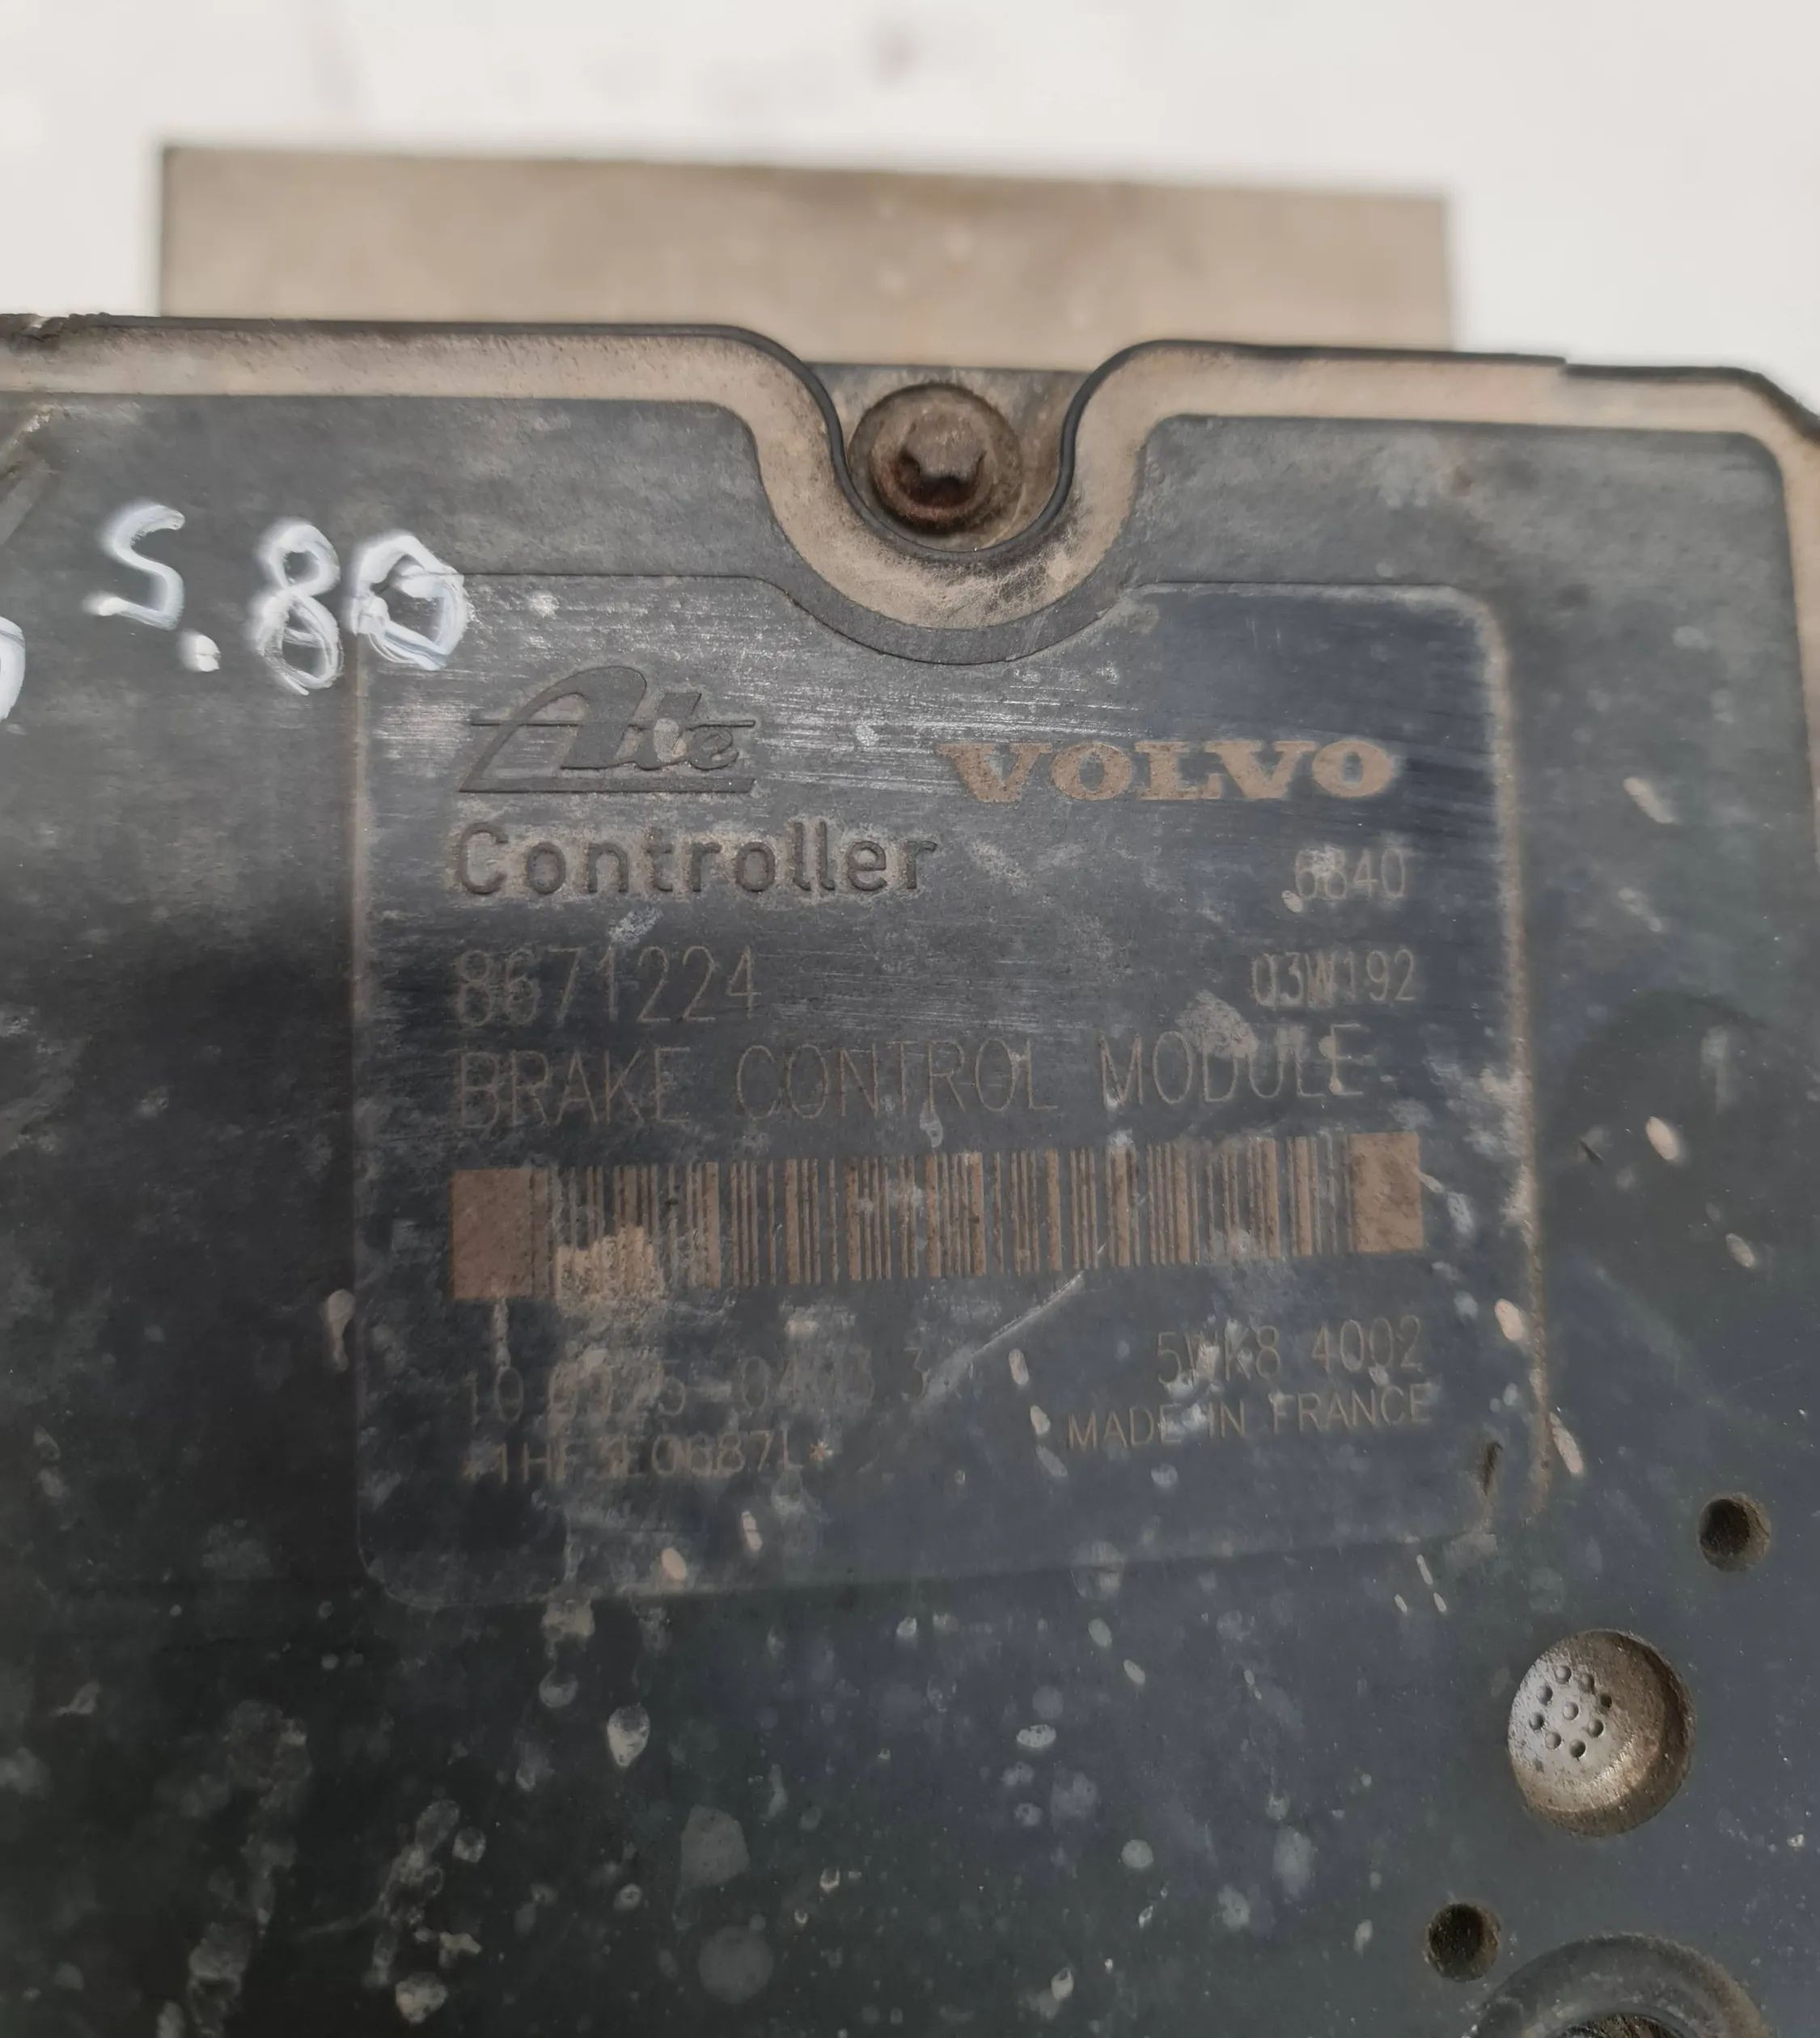 S.80
Ate
VOLVO
Controller
6840
8671224
03W192
BRAKE CONTROL MODULE
5WK8 4002
MADE IN FRANCE